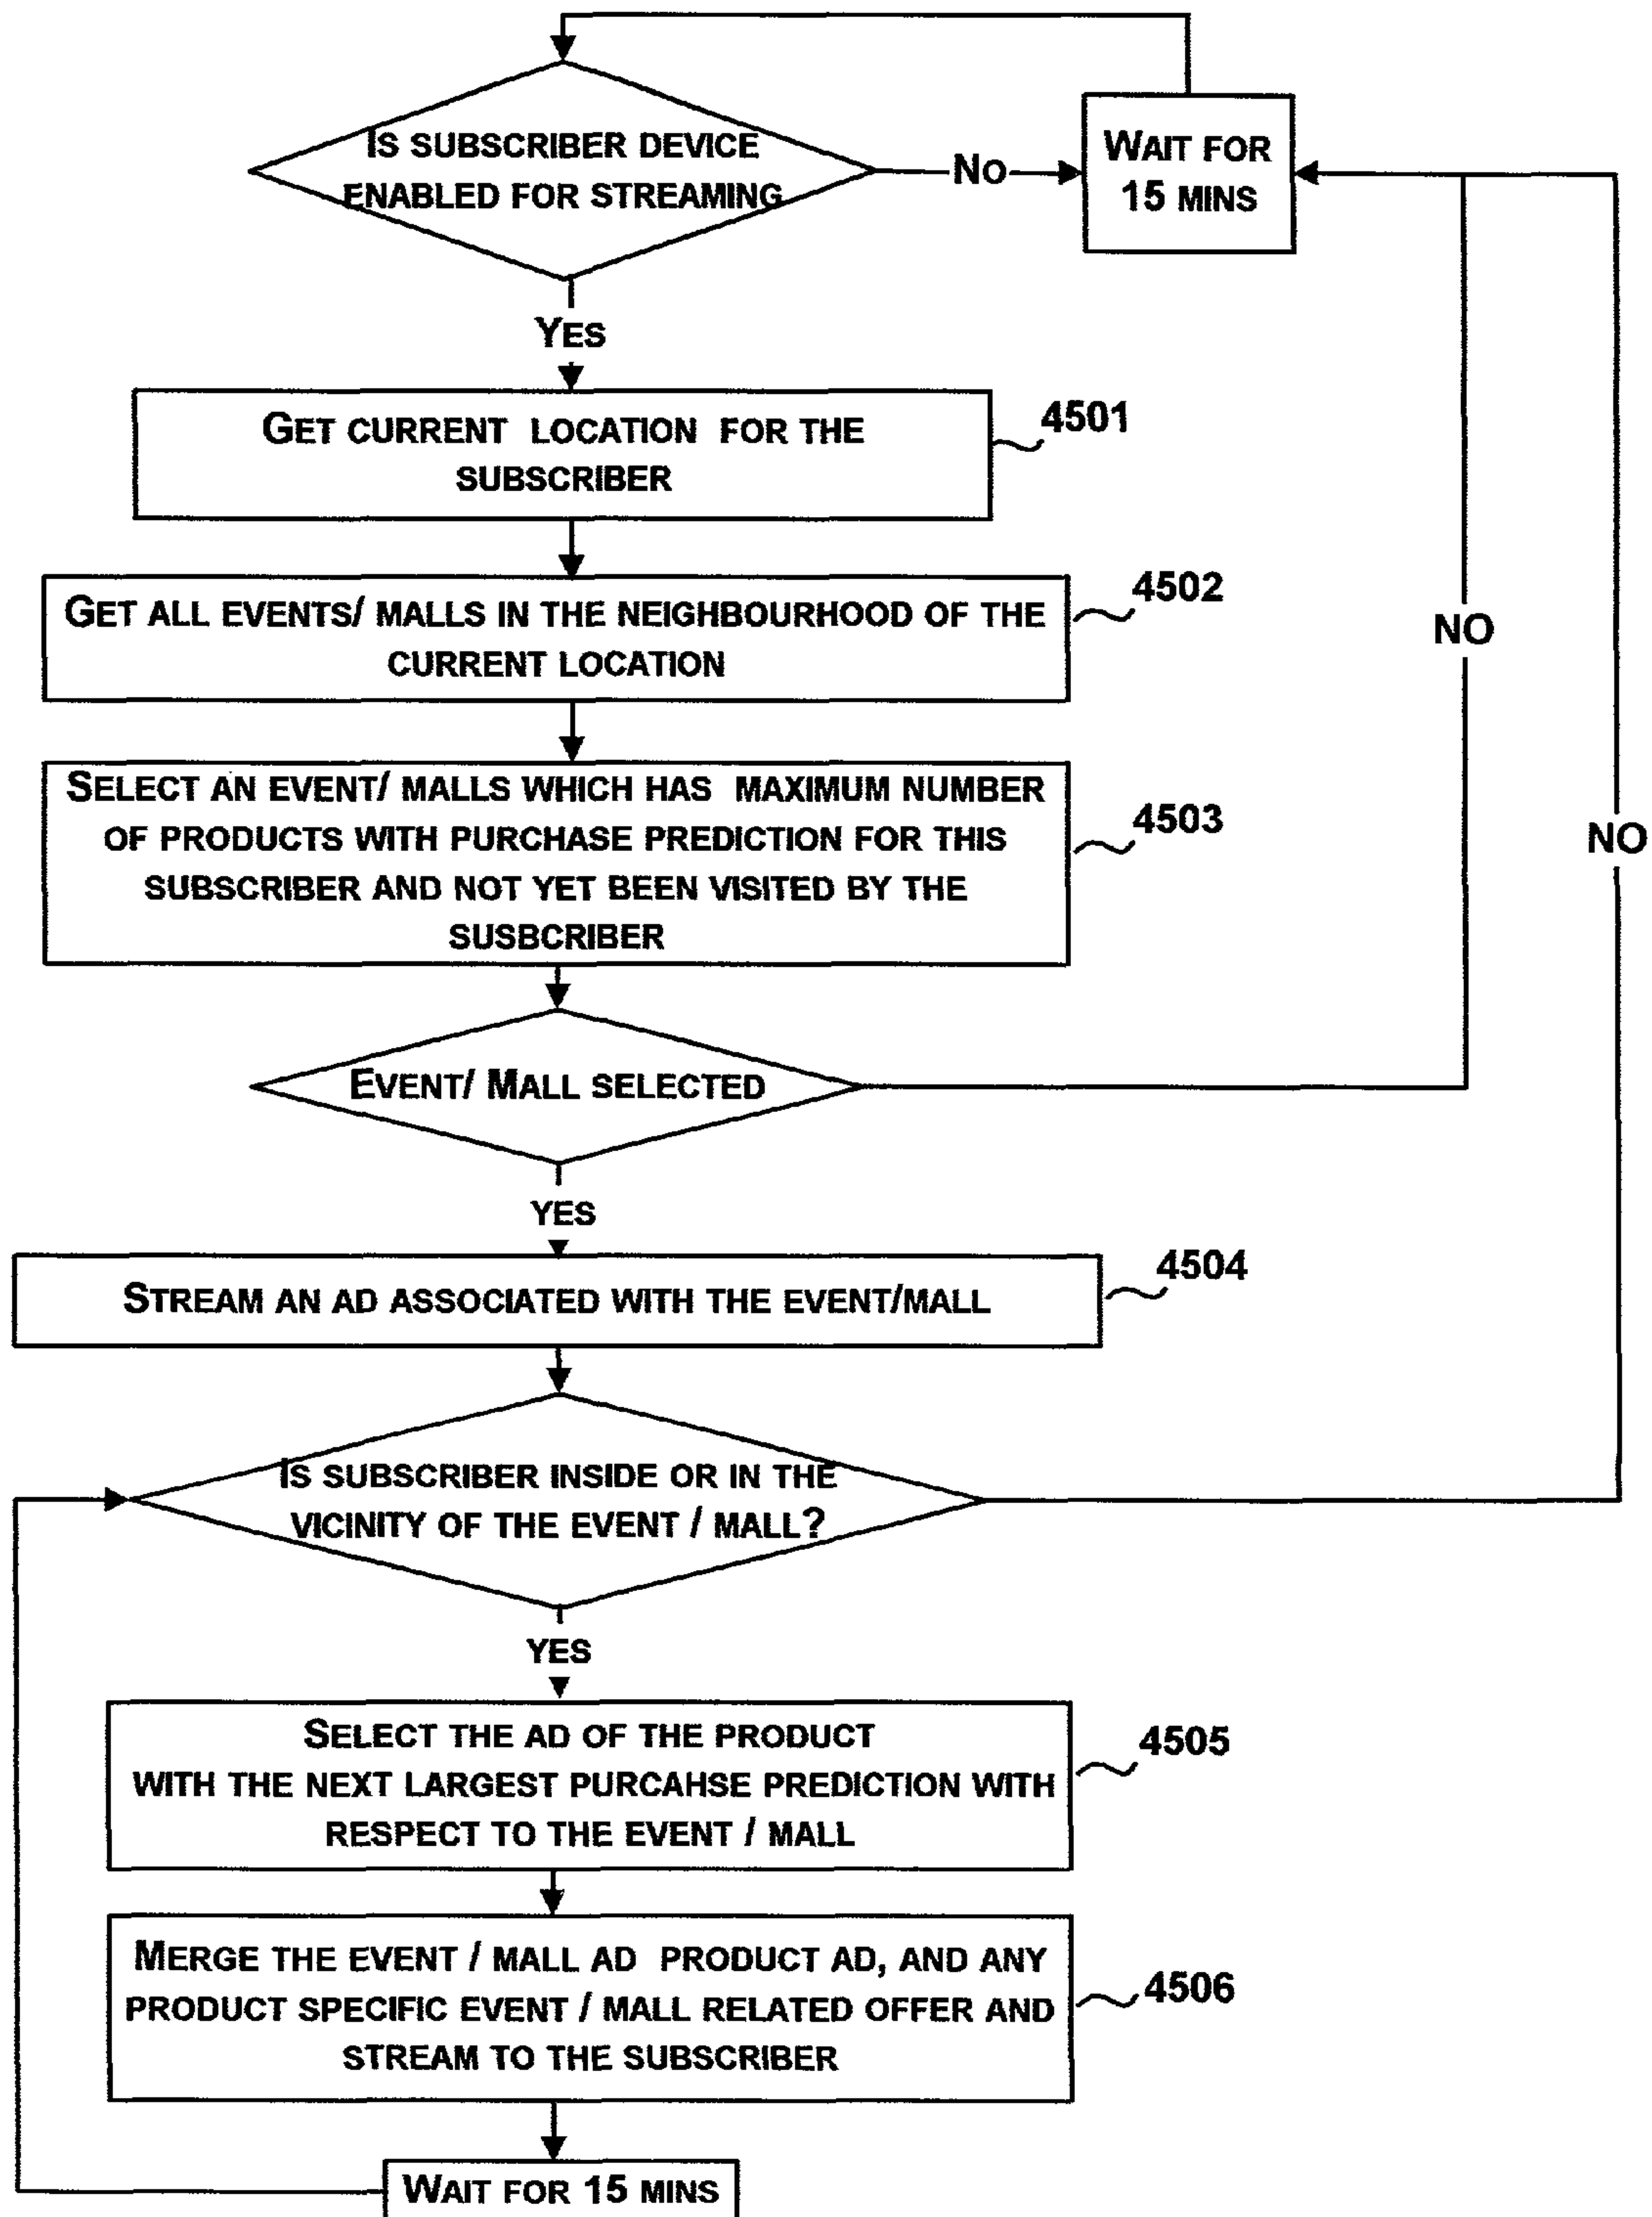 IS SUBSCRIBER DEVICE
ENABLED FOR STREAMING
NO
WAIT FOR
15 MINS
YES
GET CURRENT LOCATION FOR THE
SUBSCRIBER
4501
GET ALL EVENTS/ MALLS IN THE NEIGHBOURHOOD OF THE
CURRENT LOCATION
4502
NO
SELECT AN EVENT/ MALLS WHICH HAS MAXIMUM NUMBER
OF PRODUCTS WITH PURCHASE PREDICTION FOR THIS
SUBSCRIBER AND NOT YET BEEN VISITED BY THE
SUSBCRIBER
4503
NO
EVENT/ MALL SELECTED
YES
STREAM AN AD ASSOCIATED WITH THE EVENT/MALL
4504
IS SUBSCRIBER INSIDE OR IN THE
VICINITY OF THE EVENT / MALL?
YES
SELECT THE AD OF THE PRODUCT
WITH THE NEXT LARGEST PURCAHSE PREDICTION WITH
RESPECT TO THE EVENT / MALL
4505
MERGE THE EVENT / MALL AD PRODUCT AD, AND ANY
PRODUCT SPECIFIC EVENT / MALL RELATED OFFER AND
STREAM TO THE SUBSCRIBER
4506
WAIT FOR 15 MINS